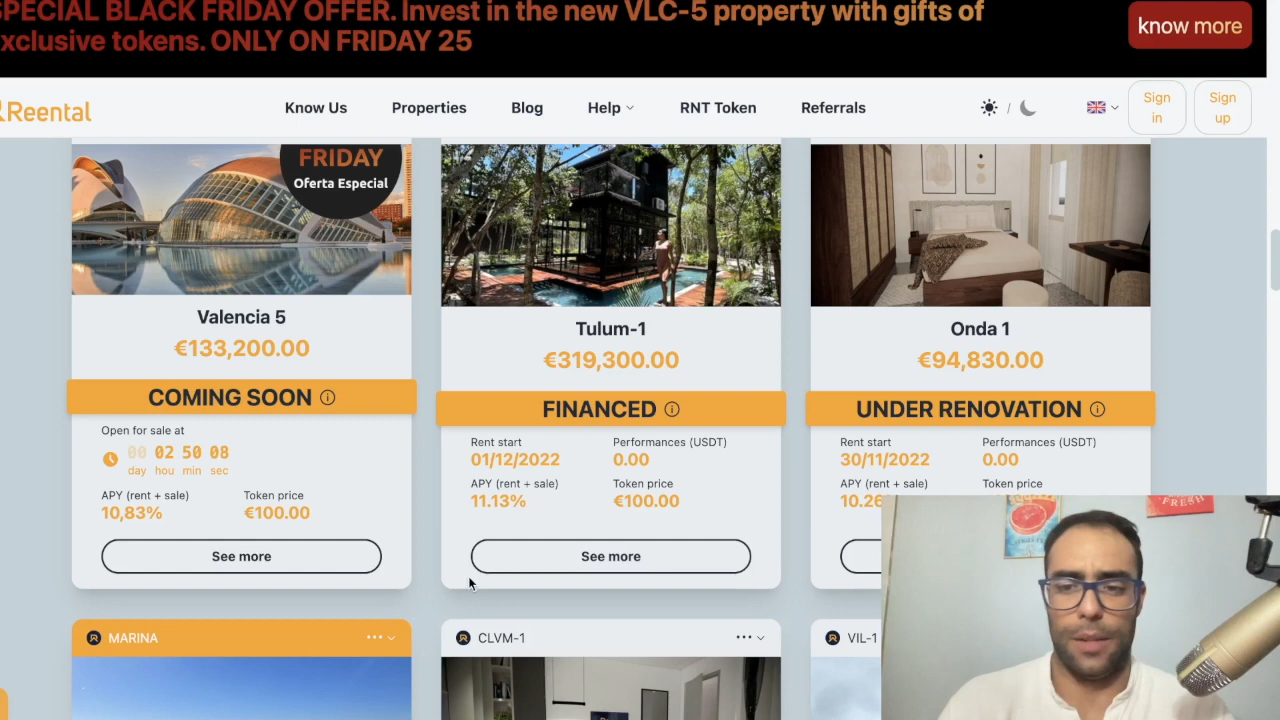 SPECIAL BLACK FRIDAY OFFER. Invest in the new VLC-5 property with gifts of
xclusive tokens. ONLY ON FRIDAY 25
know more
Reental
Know Us
Properties
Blog
Help
RNT Token
Referrals
/
Sign
in
Sign
up
FRIDAY
Oferta Especial
Valencia 5
€133,200.00
COMING SOON
Open for sale at
00 02 50 08
day hou min sec
APY (rent + sale)
10,83%
Token price
€100.00
See more
Tulum-1
€319,300.00
FINANCED
Rent start
01/12/2022
Performances (USDT)
0.00
APY (rent + sale)
11.13%
Token price
€100.00
See more
Onda 1
€94,830.00
UNDER RENOVATION
Rent start
30/11/2022
Performances (USDT)
0.00
APY (rent + sale)
10.26
Token price
FRESH
MARINA
CLVM-1
VIL-1